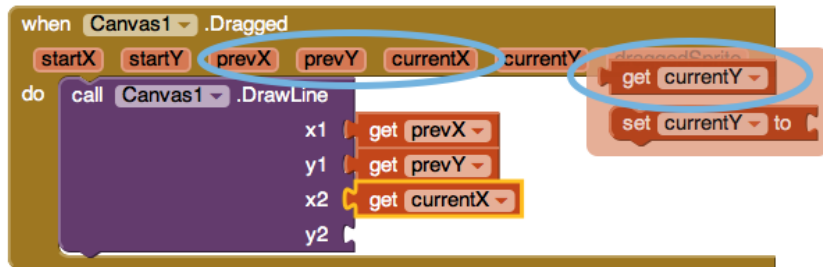 when Canvas1 .Dragged
startX startY prevX prevY currentX currentY draggedSprite
get currentY
do call Canvas1 .DrawLine
set currentY to
x1 get prevX
y1 get prevY
x2 get currentX
y2